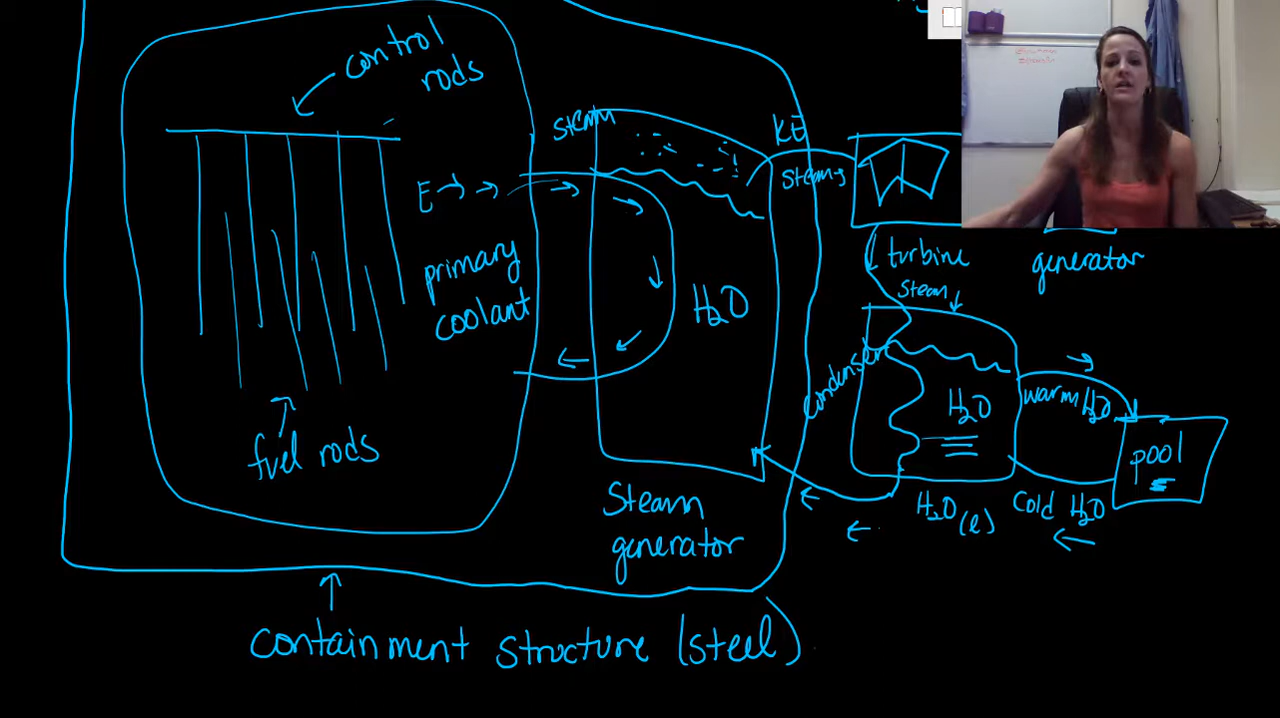 control
rods
steam
KE
steam→
E→→
primary
coolant
H₂O
turbine
generator
steam
condenser
H₂O
warm H₂O
pool
fuel rods
Steam
generator
H₂O(l)
Cold H₂O
containment structure (steel)